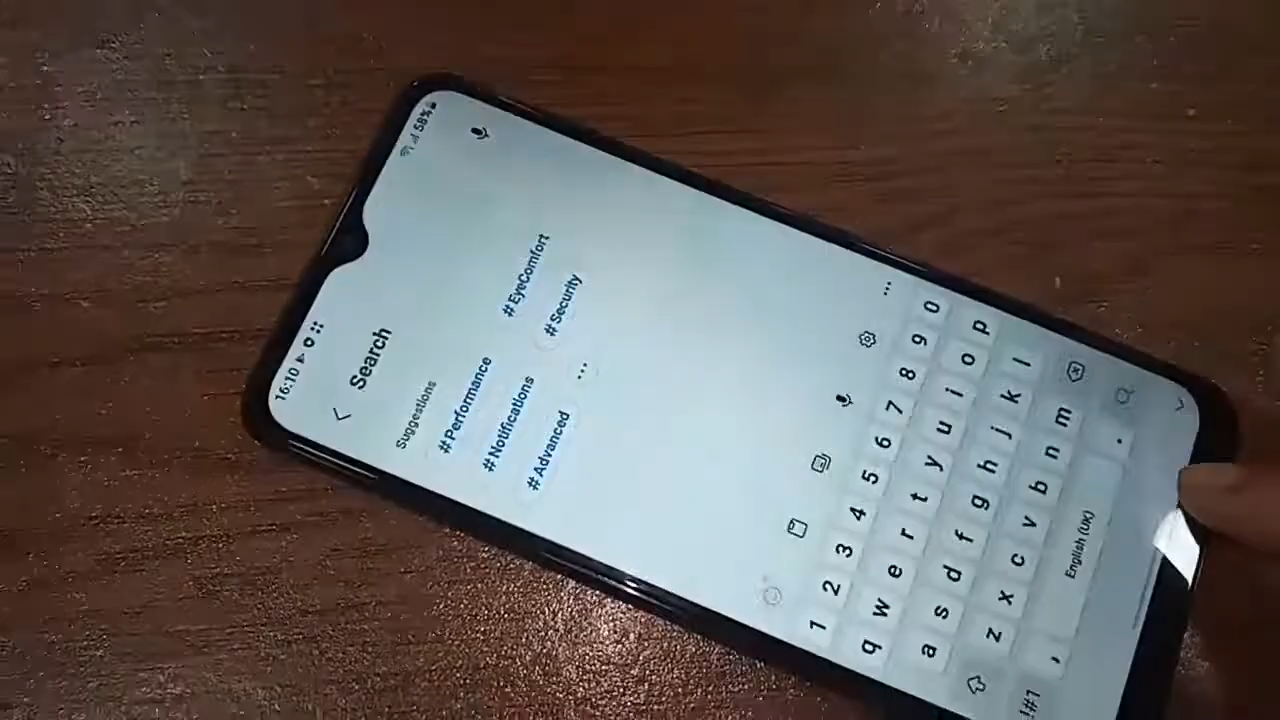 16:10 58%
Search
Suggestions
#Performance #EyeComfort
#Notifications #Security
#Advanced ...
1 2 3 4 5 6 7 8 9 0
q w e r t y u i o p
a s d f g h j k l
z x c v b n m
!#1 , English (UK) .